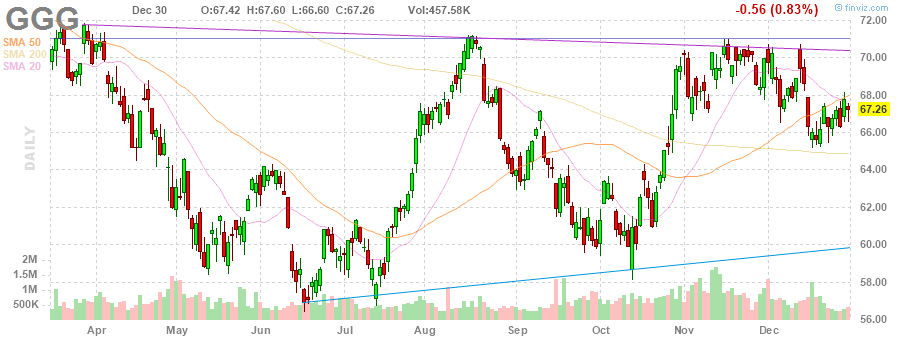 GGG Dec 30 O:67.42 H:67.60 L:66.60 C:67.26 Vol:457.58K -0.56 (0.83%) © finviz.com
SMA 50
SMA 200
SMA 20
DAILY
72.00
70.00
68.00
67.26
66.00
64.00
62.00
60.00
58.00
56.00
2M
1.5M
1M
500K
Apr May Jun Jul Aug Sep Oct Nov Dec